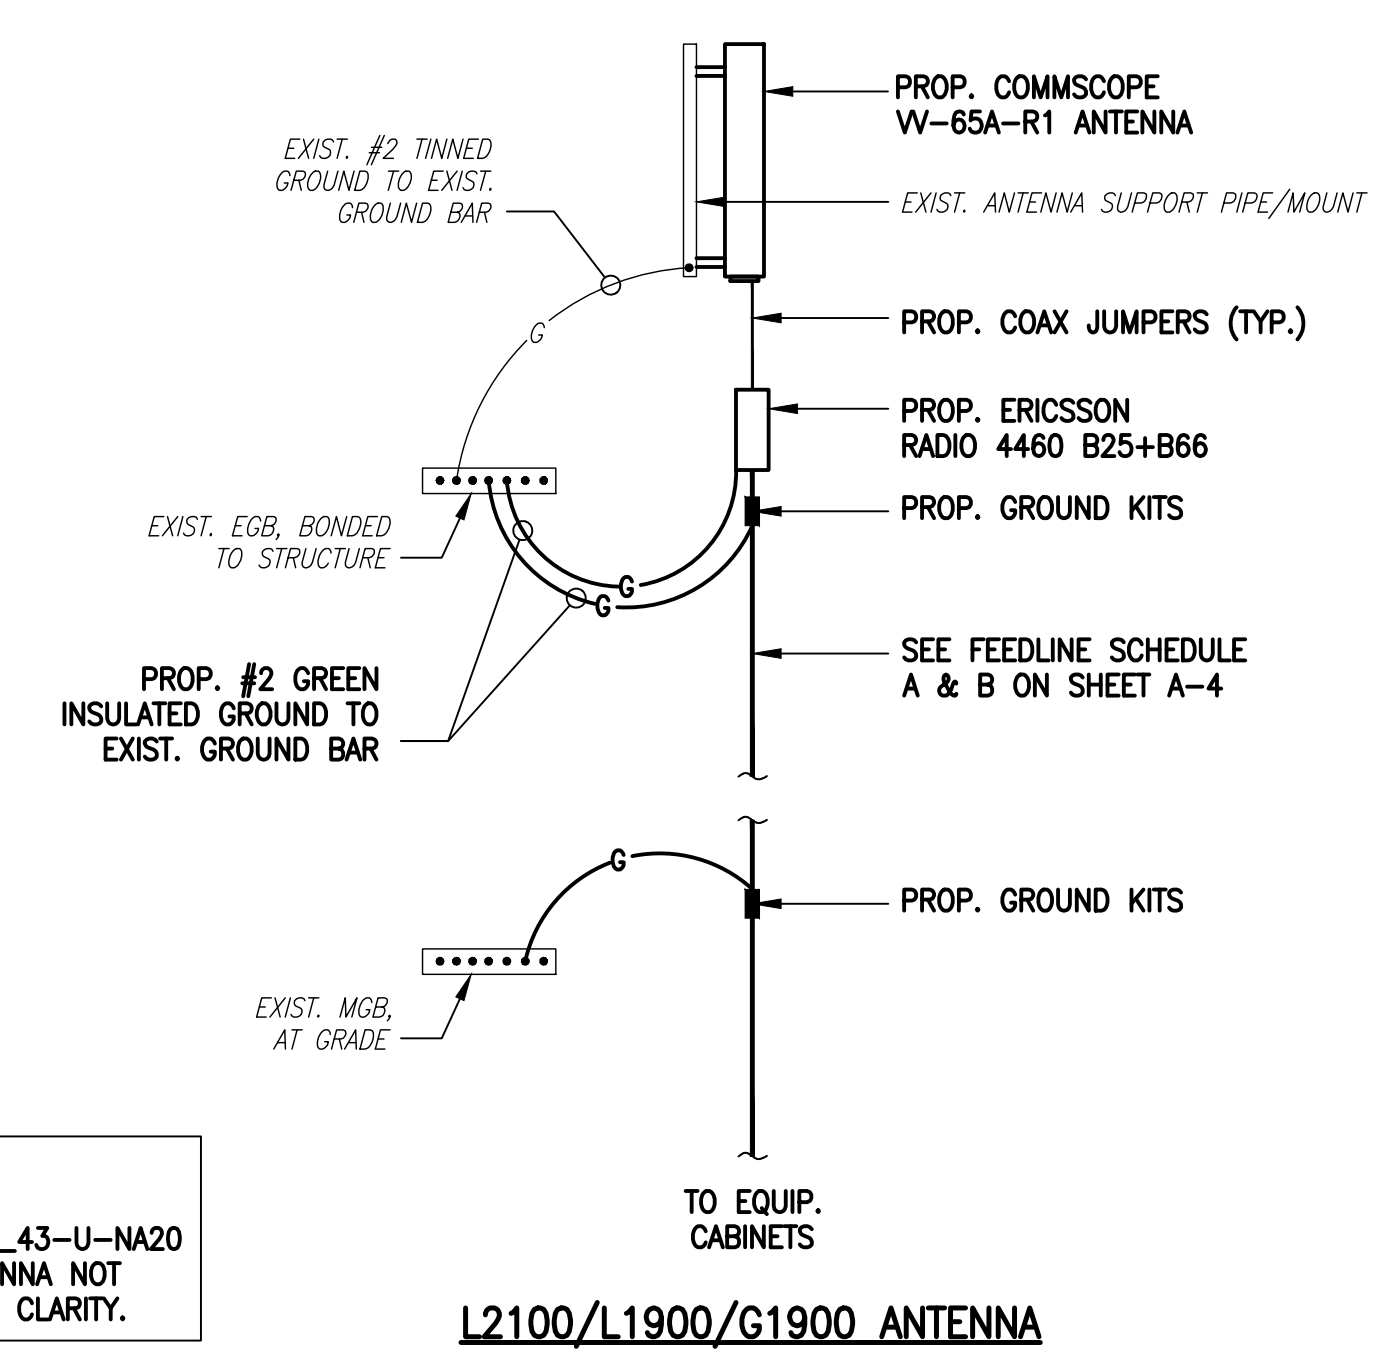 PROP. COMMSCOPE
VV-65A-R1 ANTENNA
EXIST. #2 TINNED
GROUND TO EXIST.
GROUND BAR
EXIST. ANTENNA SUPPORT PIPE/MOUNT
PROP. COAX JUMPERS (TYP.)
G
PROP. ERICSSON
RADIO 4460 B25+B66
PROP. GROUND KITS
EXIST. EGB, BONDED
TO STRUCTURE
G
G
PROP. #2 GREEN
INSULATED GROUND TO
EXIST. GROUND BAR
SEE FEEDLINE SCHEDULE
A & B ON SHEET A-4
G
PROP. GROUND KITS
EXIST. MGB,
AT GRADE
TO EQUIP.
CABINETS
_43-U-NA20
NNA NOT
CLARITY.
L2100/L1900/G1900 ANTENNA